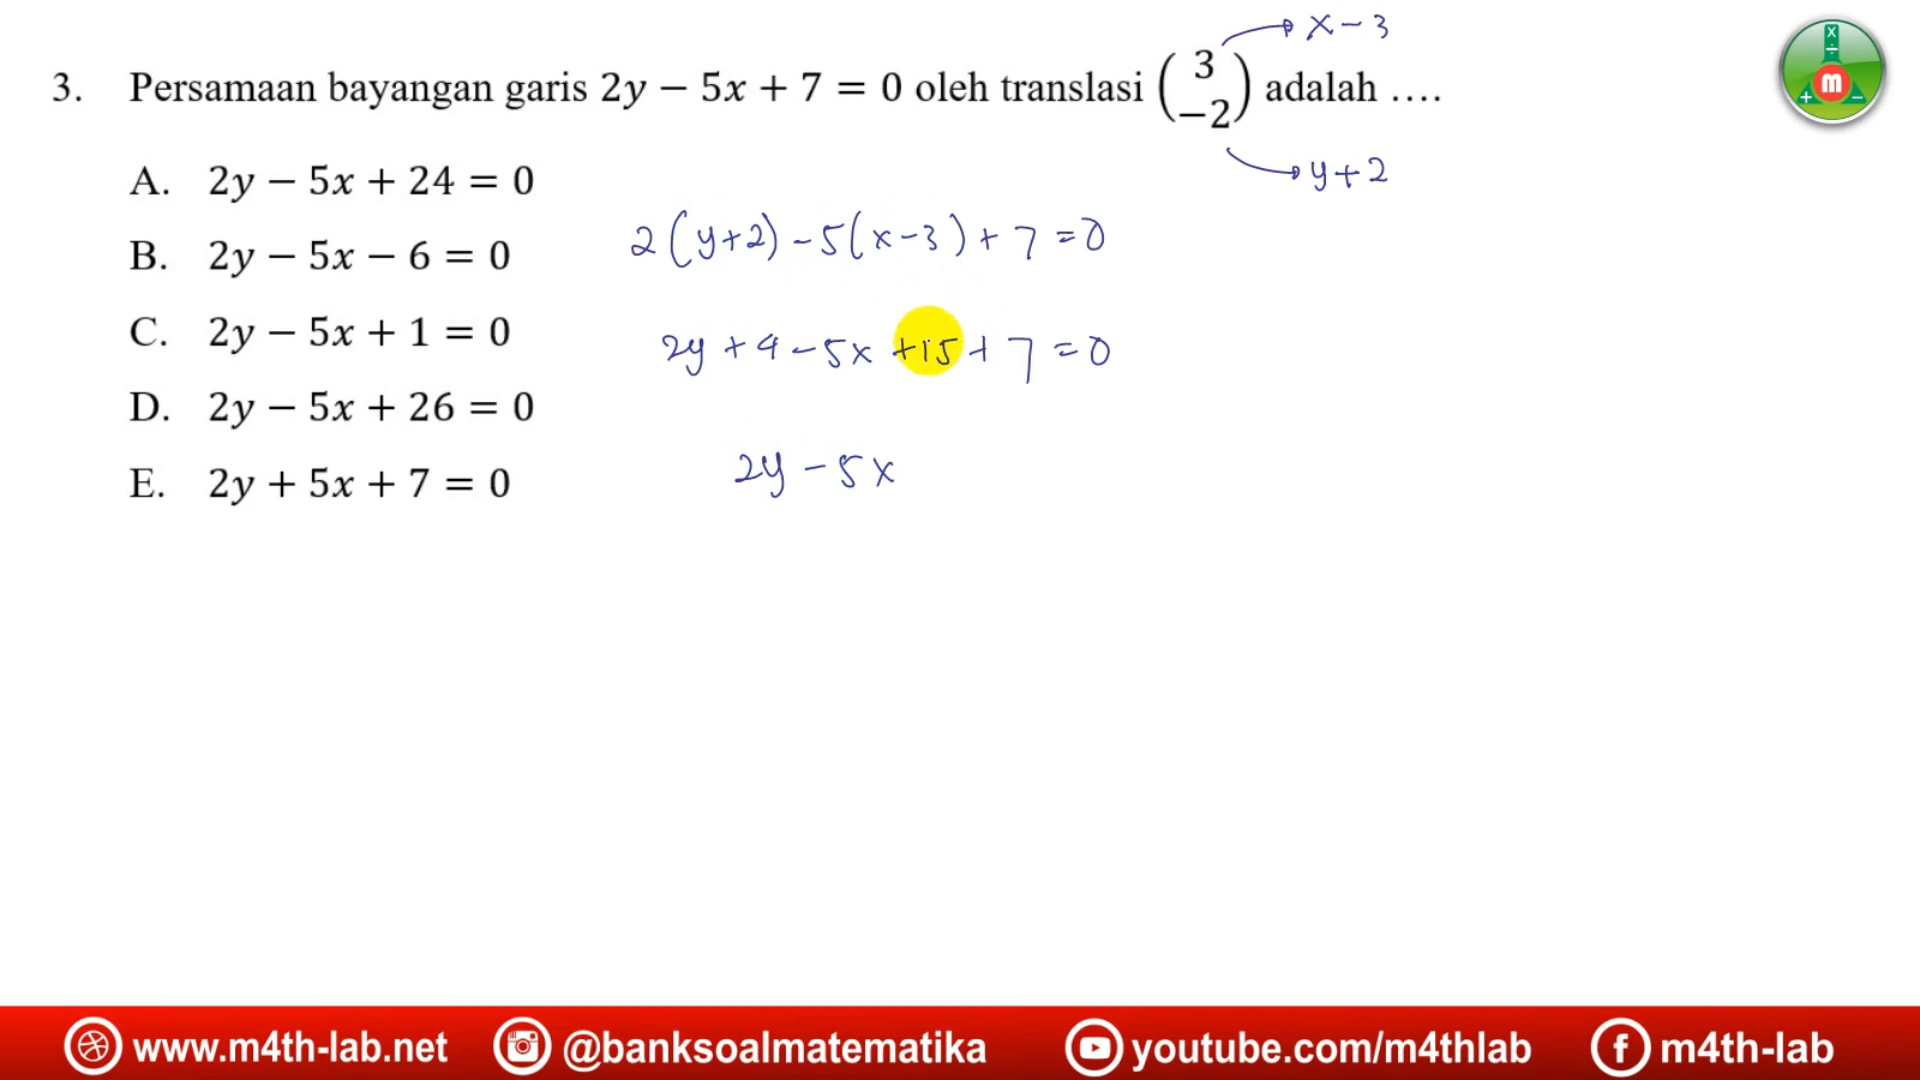 x - 3
3. Persamaan bayangan garis 2y − 5x + 7 = 0 oleh translasi (3 −2) adalah ....
y + 2
A. 2y − 5x + 24 = 0
B. 2y − 5x − 6 = 0
C. 2y − 5x + 1 = 0
D. 2y − 5x + 26 = 0
E. 2y + 5x + 7 = 0
2(y+2) - 5(x-3) + 7 = 0
2y + 4 - 5x + 15 + 7 = 0
2y - 5x
x ÷ m + −
www.m4th-lab.net @banksoalmatematika youtube.com/m4thlab f m4th-lab